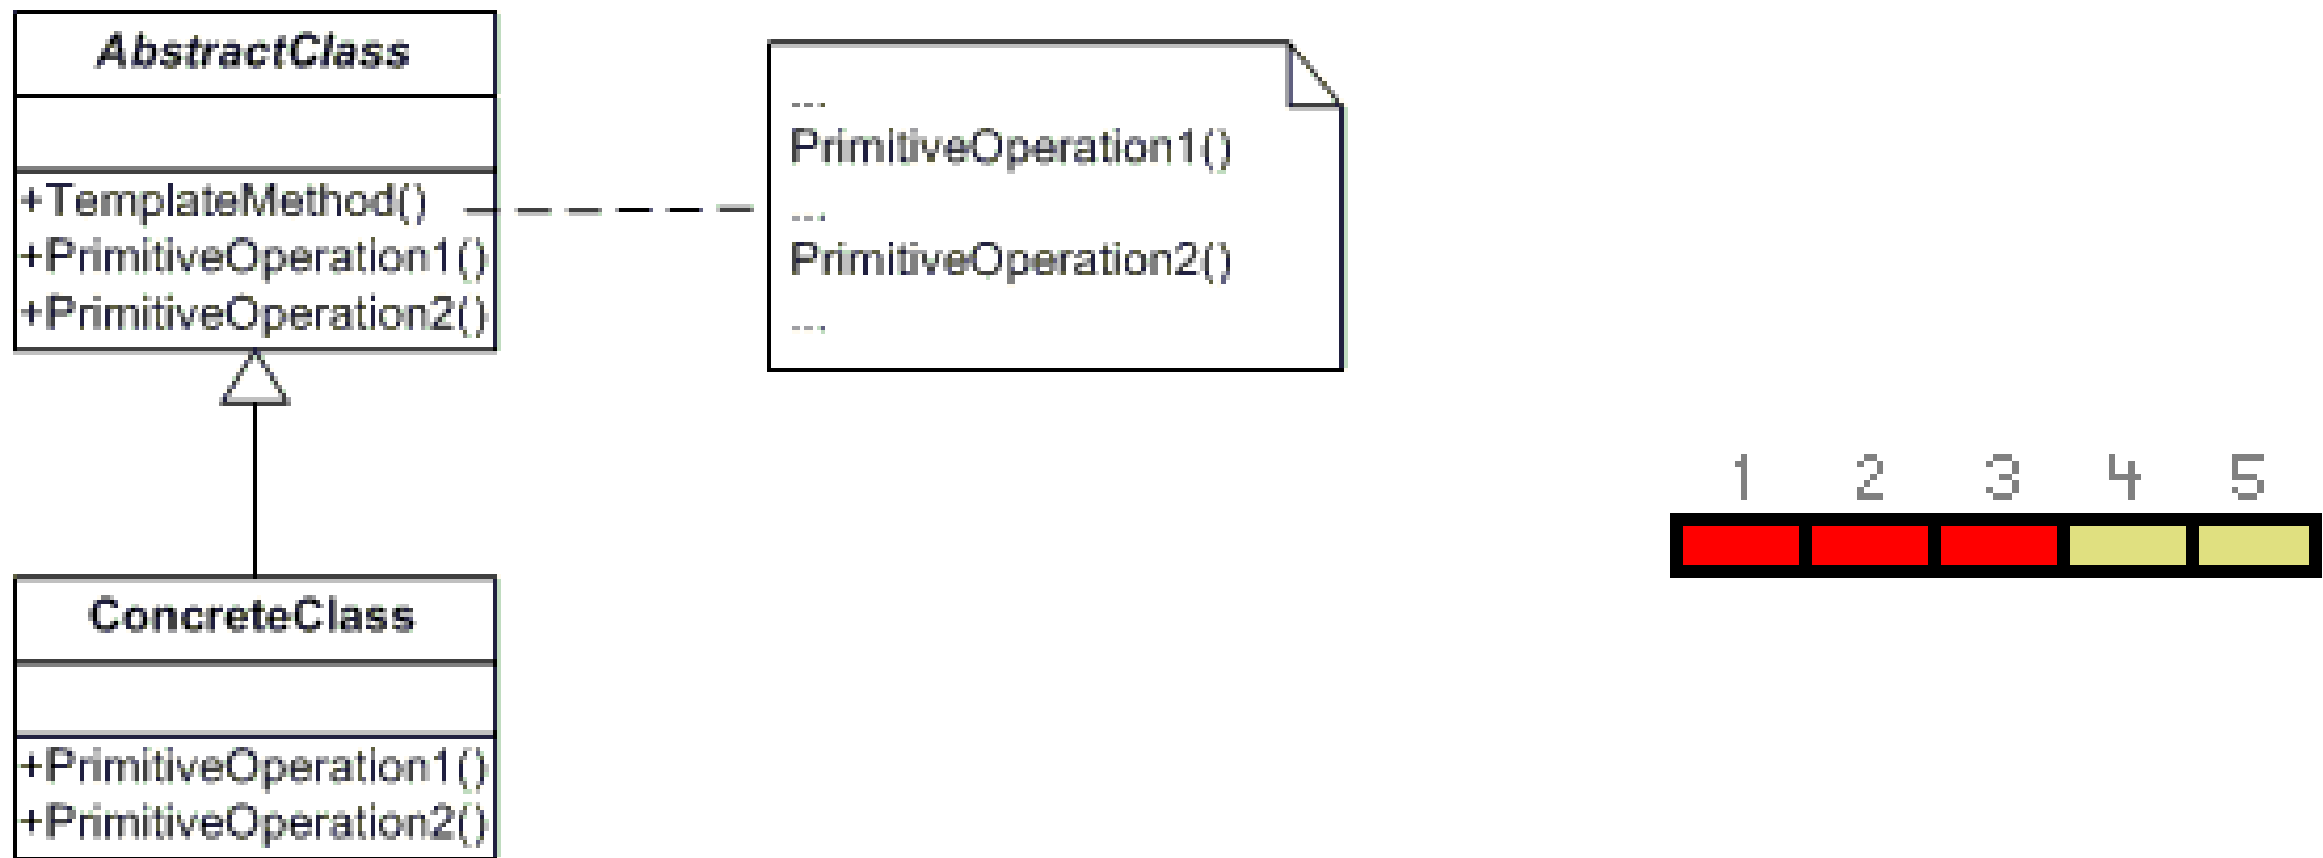 AbstractClass
+TemplateMethod()
+PrimitiveOperation1()
+PrimitiveOperation2()
...
PrimitiveOperation1()
...
PrimitiveOperation2()
...
1 2 3 4 5
ConcreteClass
+PrimitiveOperation1()
+PrimitiveOperation2()